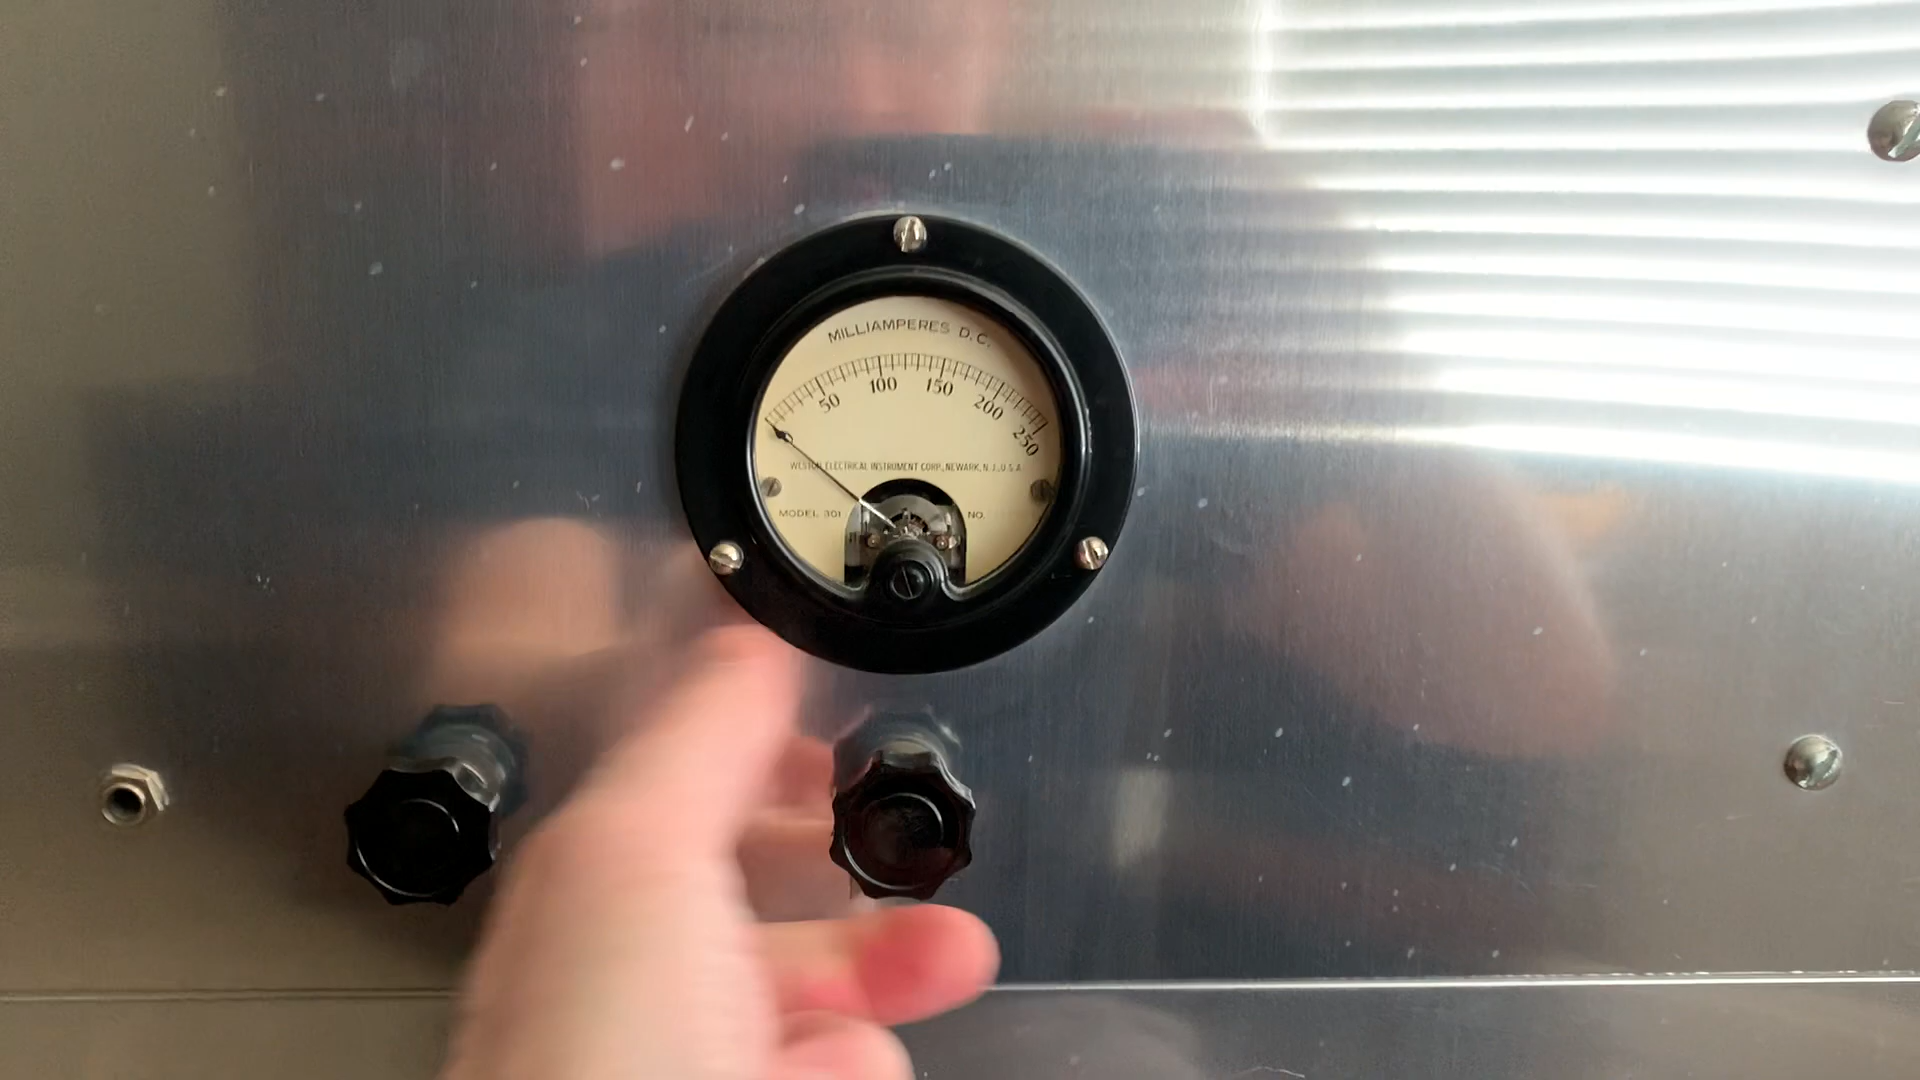 MILLIAMPERES D.C.
50 100 150 200 250
WESTON ELECTRICAL INSTRUMENT CORP., NEWARK, N.J., U.S.A.
MODEL 301 NO.